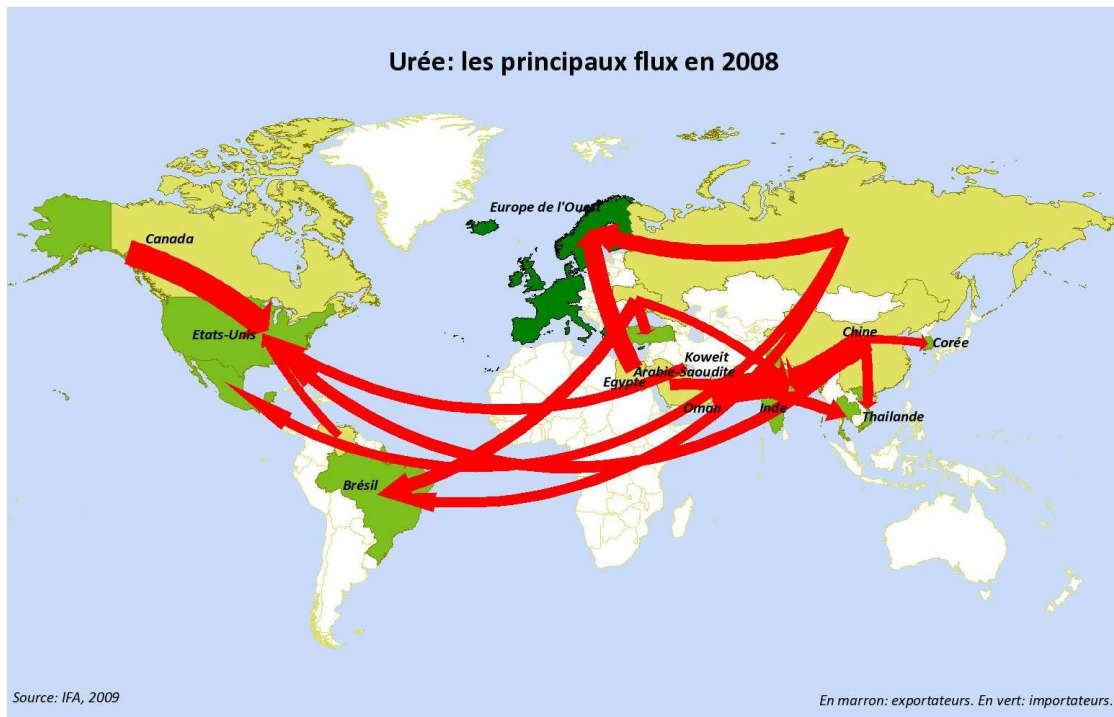 Urée: les principaux flux en 2008
Europe de l'Ouest
Canada
Etats-Unis
Chine
Corée
Koweit
Arabie-Saoudite
Egypte
Oman
Inde
Thailande
Brésil
Source: IFA, 2009
En marron: exportateurs. En vert: importateurs.